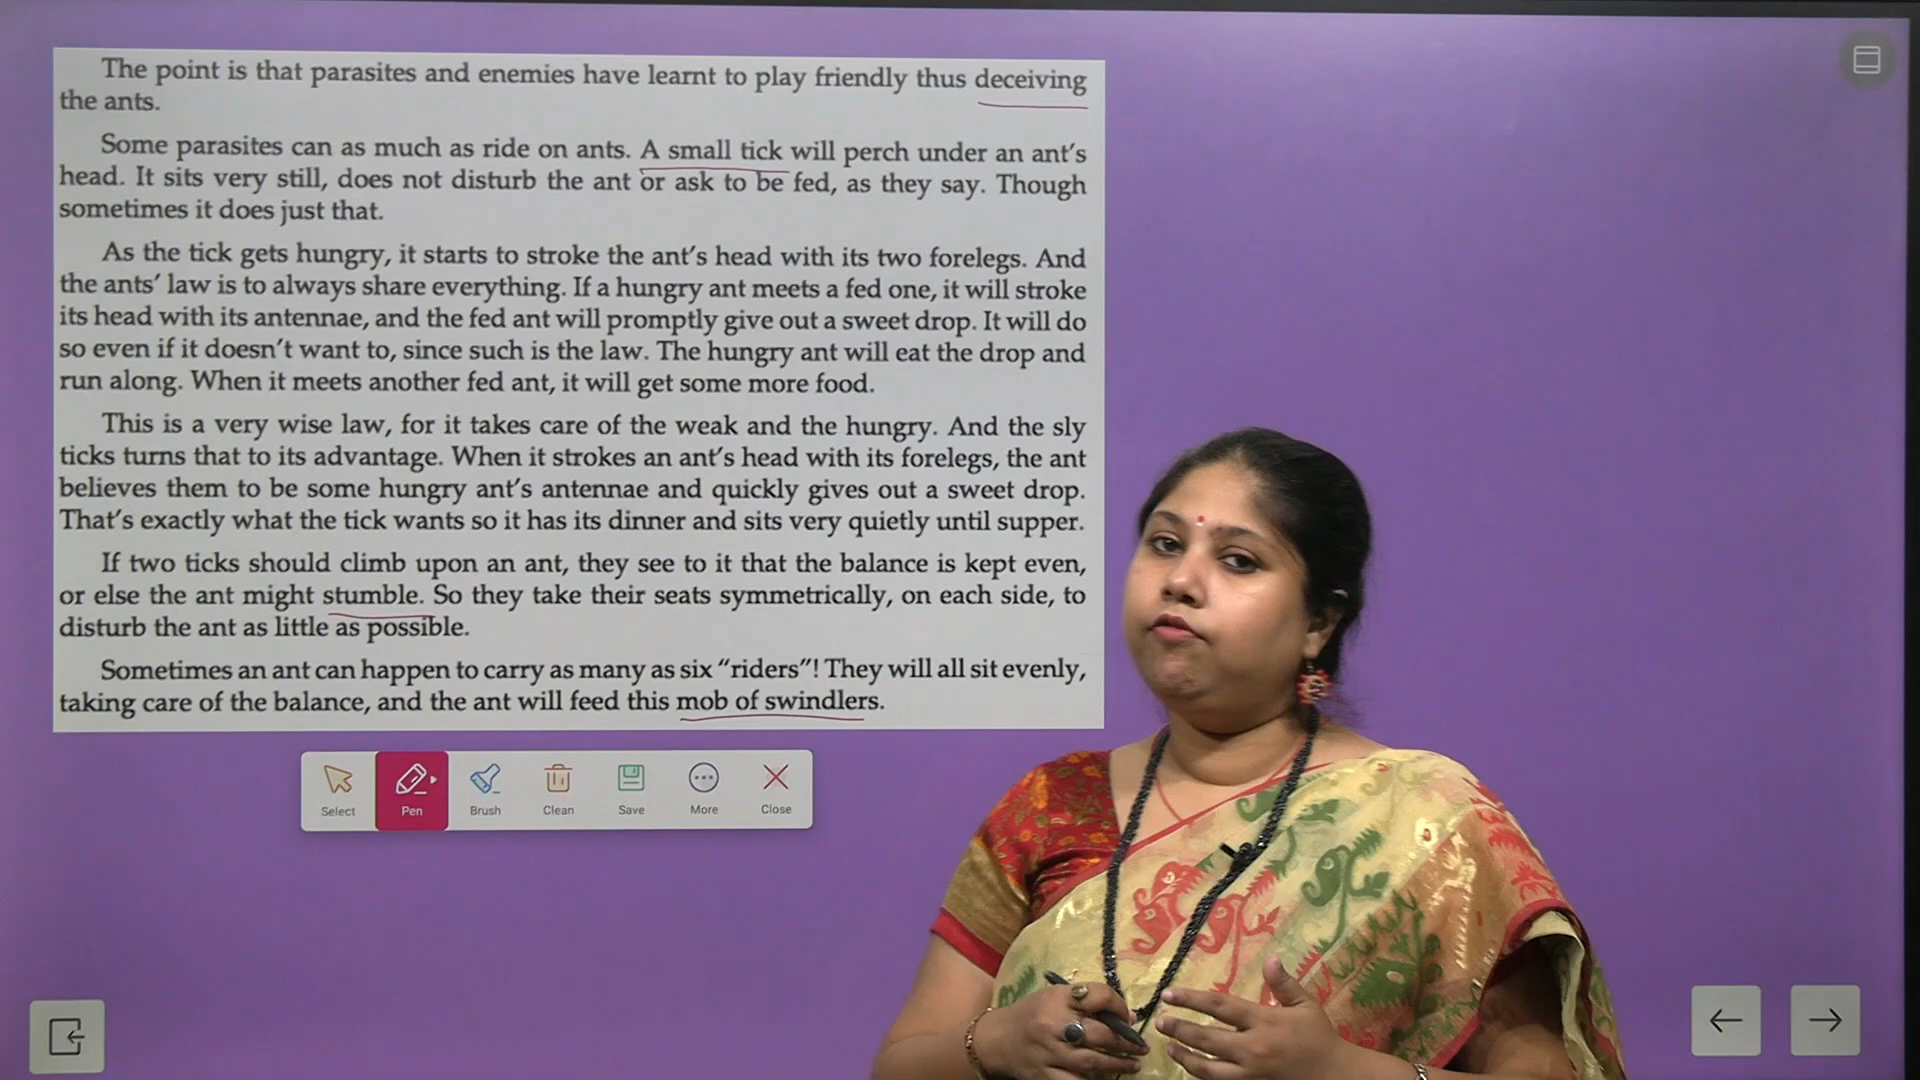 The point is that parasites and enemies have learnt to play friendly thus deceiving
the ants.
Some parasites can as much as ride on ants. A small tick will perch under an ant's
head. It sits very still, does not disturb the ant or ask to be fed, as they say. Though
sometimes it does just that.
As the tick gets hungry, it starts to stroke the ant's head with its two forelegs. And
the ants' law is to always share everything. If a hungry ant meets a fed one, it will stroke
its head with its antennae, and the fed ant will promptly give out a sweet drop. It will do
so even if it doesn't want to, since such is the law. The hungry ant will eat the drop and
run along. When it meets another fed ant, it will get some more food.
This is a very wise law, for it takes care of the weak and the hungry. And the sly
ticks turns that to its advantage. When it strokes an ant's head with its forelegs, the ant
believes them to be some hungry ant's antennae and quickly gives out a sweet drop.
That's exactly what the tick wants so it has its dinner and sits very quietly until supper.
If two ticks should climb upon an ant, they see to it that the balance is kept even,
or else the ant might stumble. So they take their seats symmetrically, on each side, to
disturb the ant as little as possible.
Sometimes an ant can happen to carry as many as six "riders"! They will all sit evenly,
taking care of the balance, and the ant will feed this mob of swindlers.
Select Pen Brush Clean Save More Close